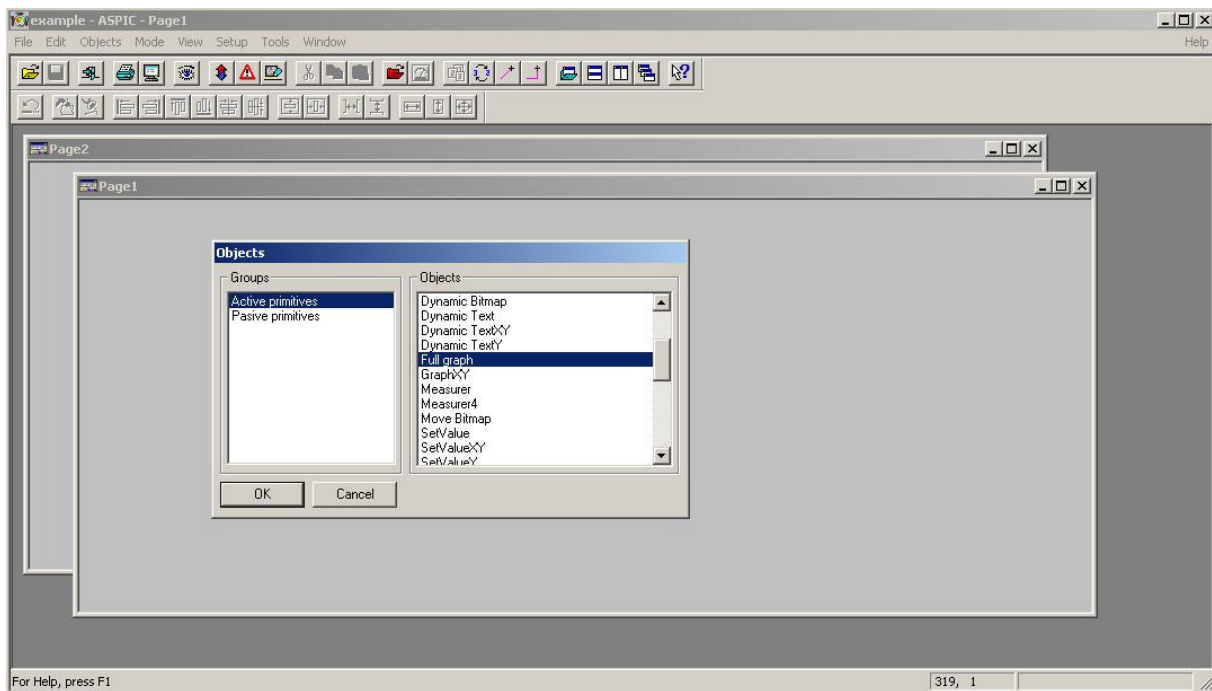 example - ASPIC - Page1
File Edit Objects Mode View Setup Tools Window Help
Page2
Page1
Objects
Groups
Active primitives
Pasive primitives
Objects
Dynamic Bitmap
Dynamic Text
Dynamic TextXY
Dynamic TextY
Full graph
GraphXY
Measurer
Measurer4
Move Bitmap
SetValue
SetValueXY
SetValueY
OK Cancel
For Help, press F1 319, 1